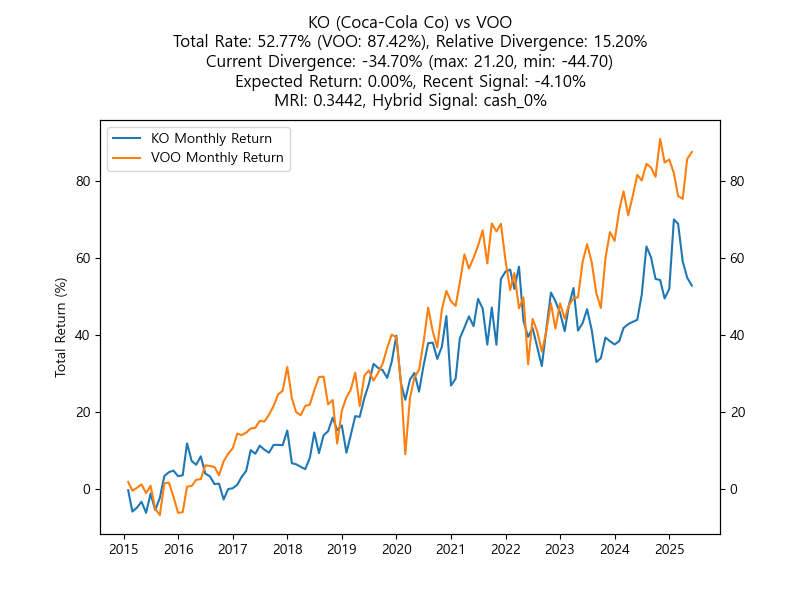 KO (Coca-Cola Co) vs VOO
Total Rate: 52.77% (VOO: 87.42%), Relative Divergence: 15.20%
Current Divergence: -34.70% (max: 21.20, min: -44.70)
Expected Return: 0.00%, Recent Signal: -4.10%
MRI: 0.3442, Hybrid Signal: cash_0%
KO Monthly Return
VOO Monthly Return
Total Return (%)
80
60
40
20
0
80
60
40
20
0
2015 2016 2017 2018 2019 2020 2021 2022 2023 2024 2025